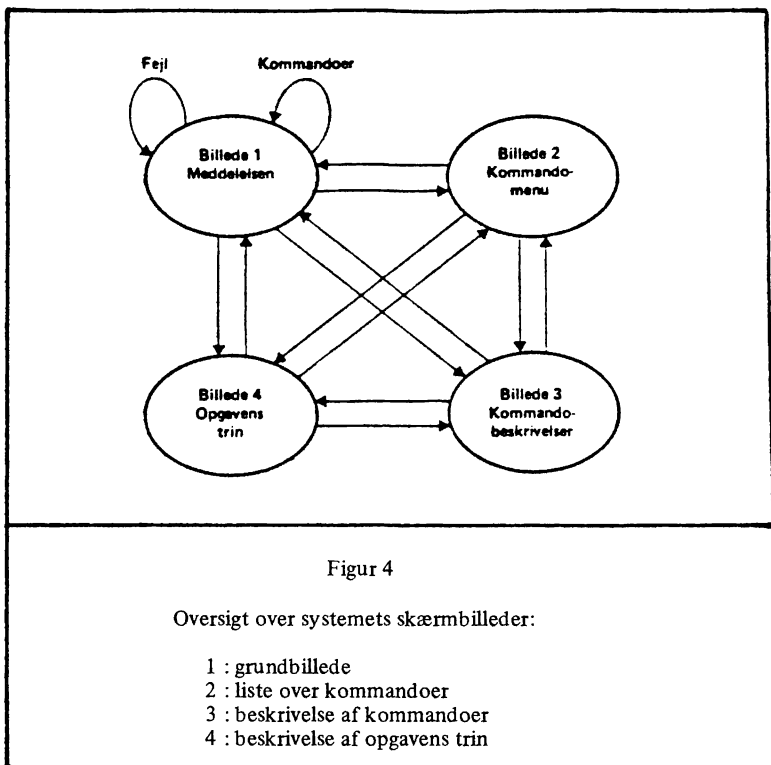 Fejl
Kommandoer
Billede 1
Meddelelsen
Billede 2
Kommando-
menu
Billede 4
Opgavens
trin
Billede 3
Kommando-
beskrivelser
Figur 4
Oversigt over systemets skærmbilleder:
1 : grundbillede
2 : liste over kommandoer
3 : beskrivelse af kommandoer
4 : beskrivelse af opgavens trin